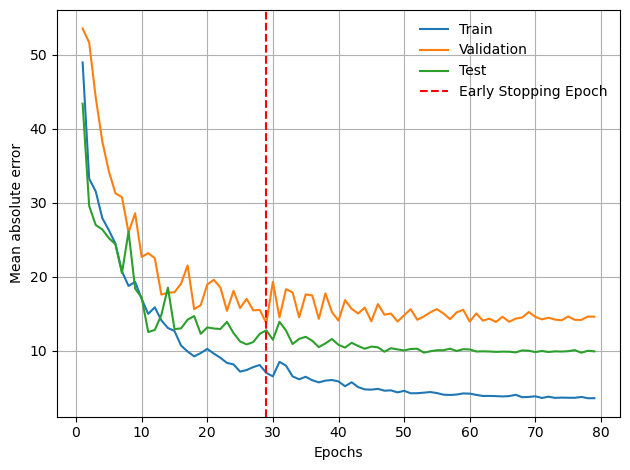 Train
Validation
Test
Early Stopping Epoch
Mean absolute error
50
40
30
20
10
0 10 20 30 40 50 60 70 80
Epochs